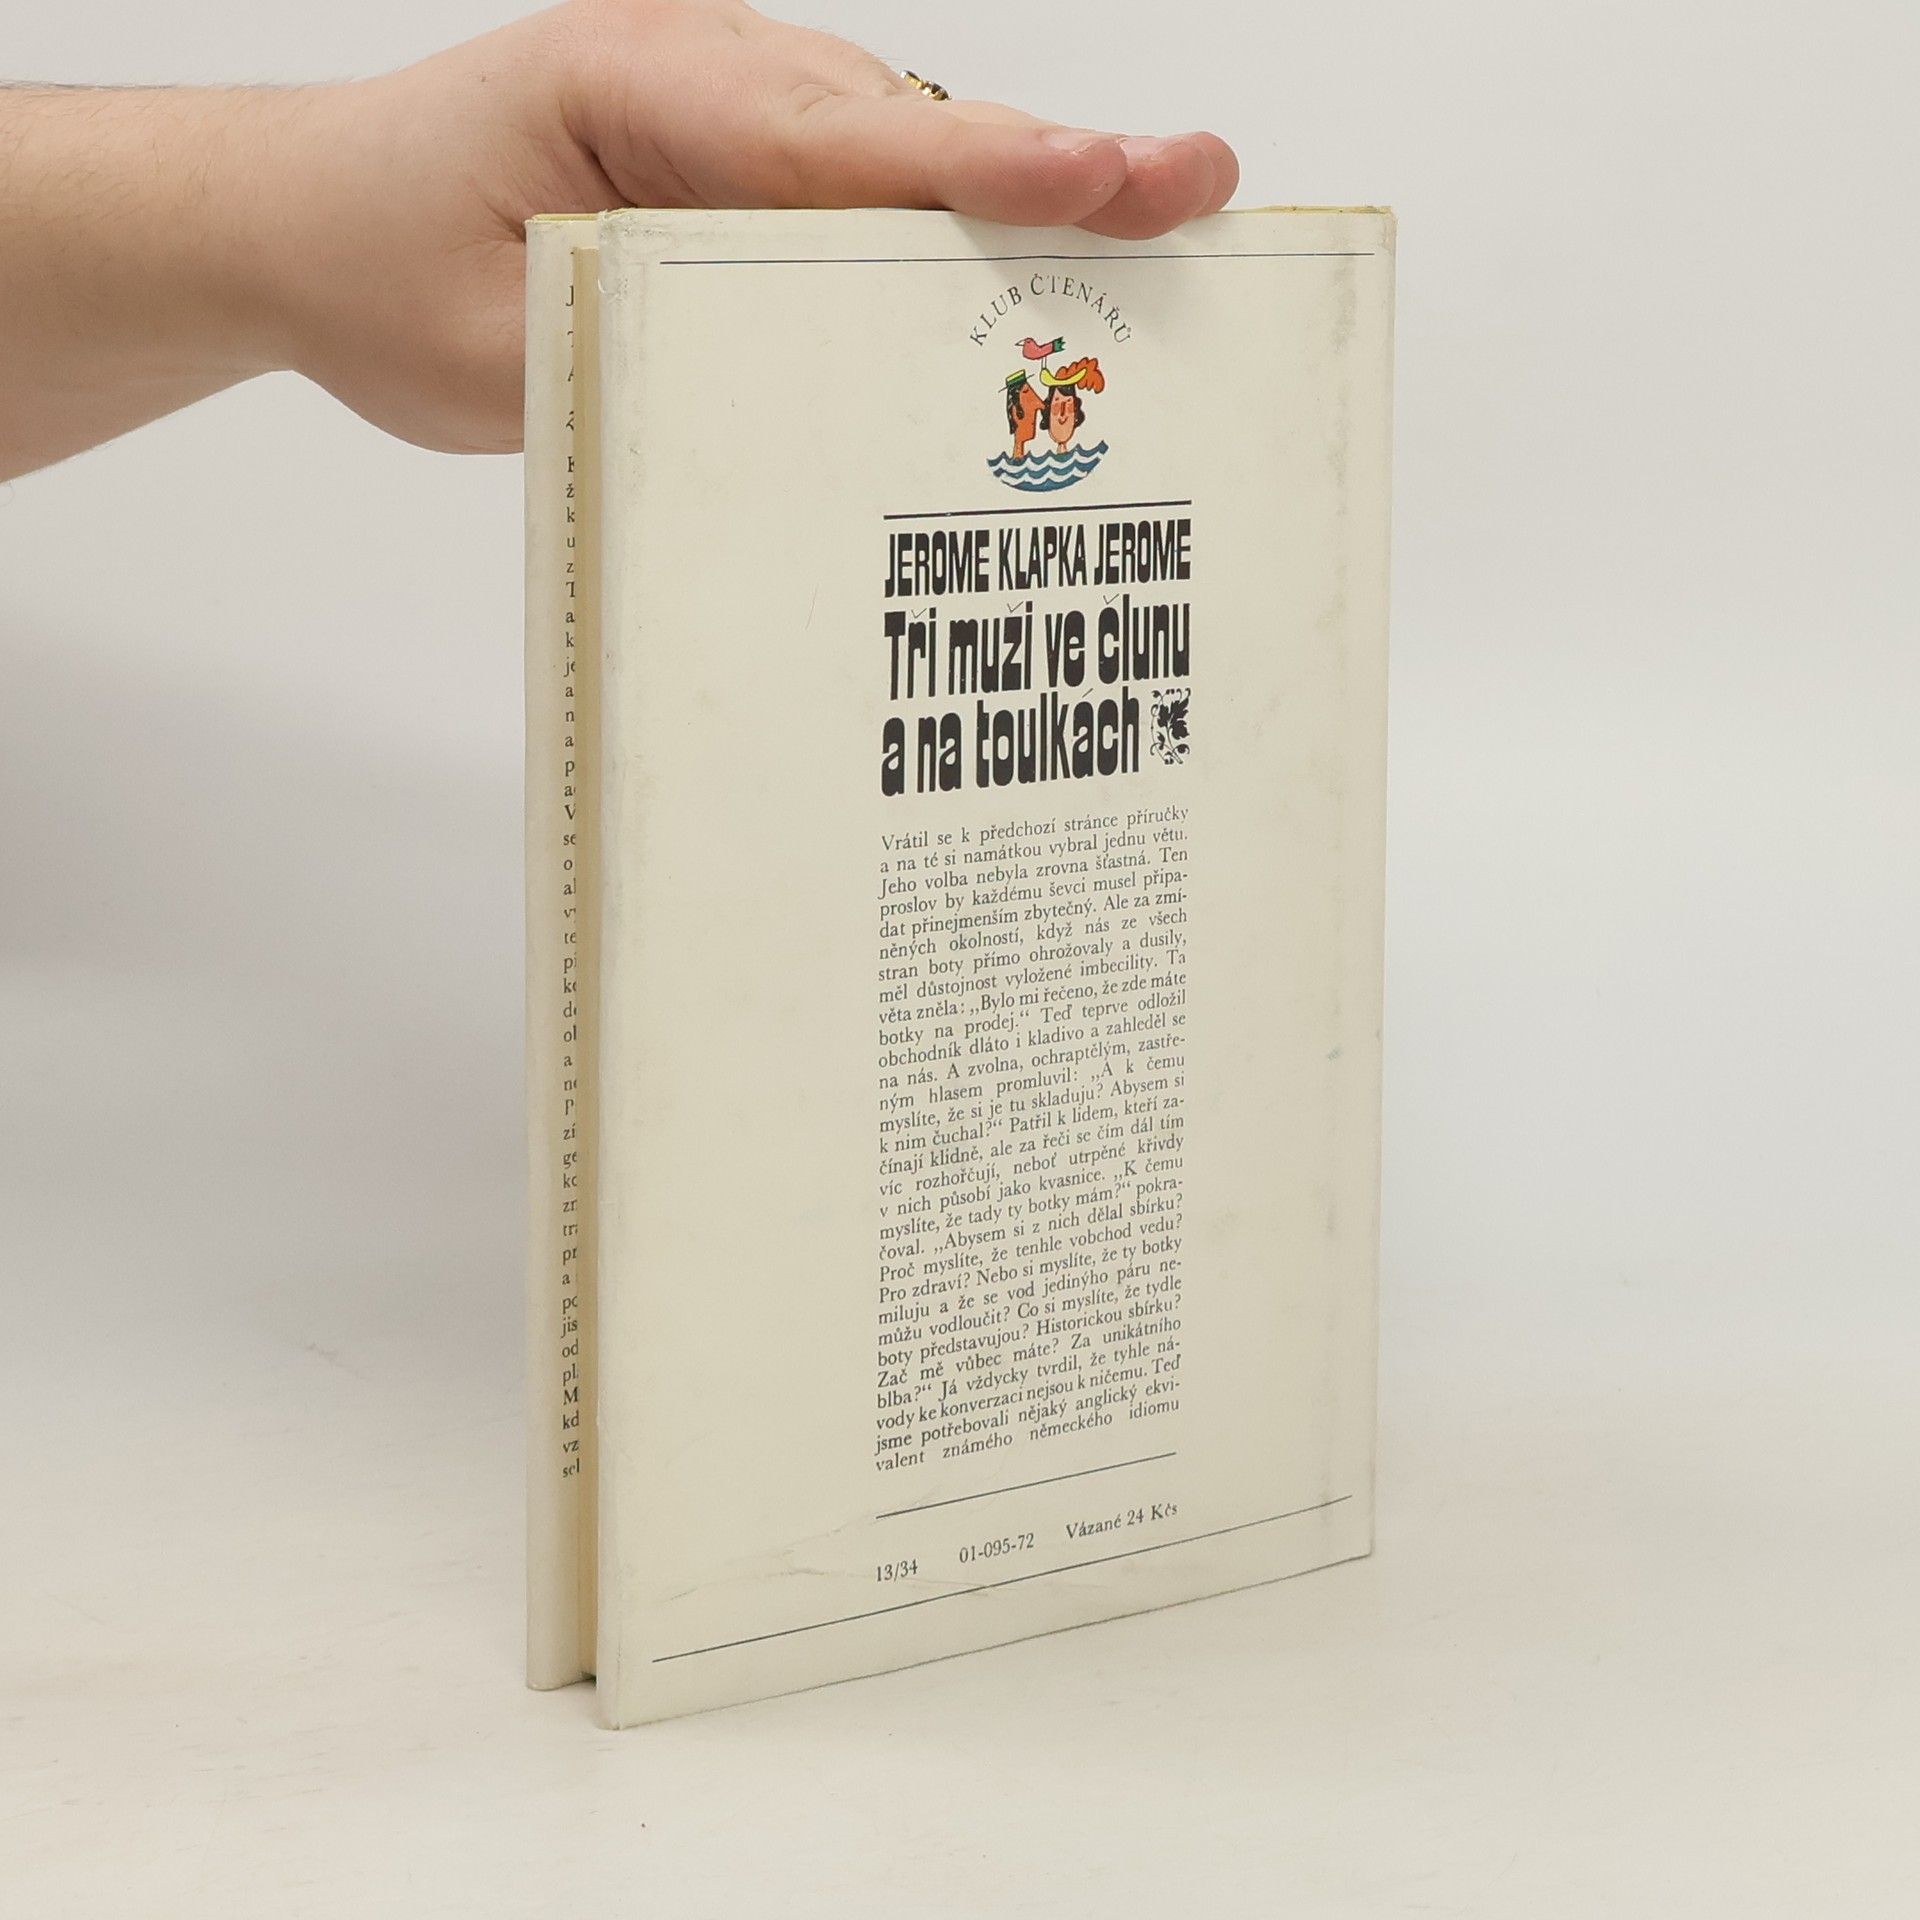 KLUB ČTENÁŘŮ
JEROME KLAPKA JEROME
Tři muži ve člunu
a na toulkách
Vrátil se k předchozí stránce příručky
a na té si namátkou vybral jednu větu.
Jeho volba nebyla zrovna šťastná. Ten
proslov by každému ševci musel připa-
dat přinejmenším zbytečný. Ale za zmí-
něných okolností, když nás ze všech
stran boty přímo ohrožovaly a dusily,
měl důstojnost vyložené imbecility. Ta
věta zněla: „Bylo mi řečeno, že zde máte
botky na prodej.“ Teď teprve odložil
obchodník dláto i kladivo a zahleděl se
na nás. A zvolna, ochraptělým, zastře-
ným hlasem promluvil: „A k čemu
myslíte, že si je tu skladuju? Abysem si
k nim čuchal?“ Patřil k lidem, kteří za-
čínají klidně, ale za řeči se čím dál tím
víc rozhořčují, neboť utrpěné křivdy
v nich působí jako kvasnice. „K čemu
myslíte, že tady ty botky mám?“ pokra-
čoval. „Abysem si z nich dělal sbírku?
Proč myslíte, že tenhle vobchod vedu?
Pro zdraví? Nebo si myslíte, že ty botky
miluju a že se vod jedinýho páru ne-
můžu vodloučit? Co si myslíte, že tydle
boty představujou? Historickou sbírku?
Zač mě vůbec máte? Za unikátního
blba?“ Já vždycky tvrdil, že tyhle ná-
vody ke konverzaci nejsou k ničemu. Teď
jsme potřebovali nějaký anglický ekvi-
valent známého německého idiomu
13/34 01-095-72 Vázané 24 Kčs